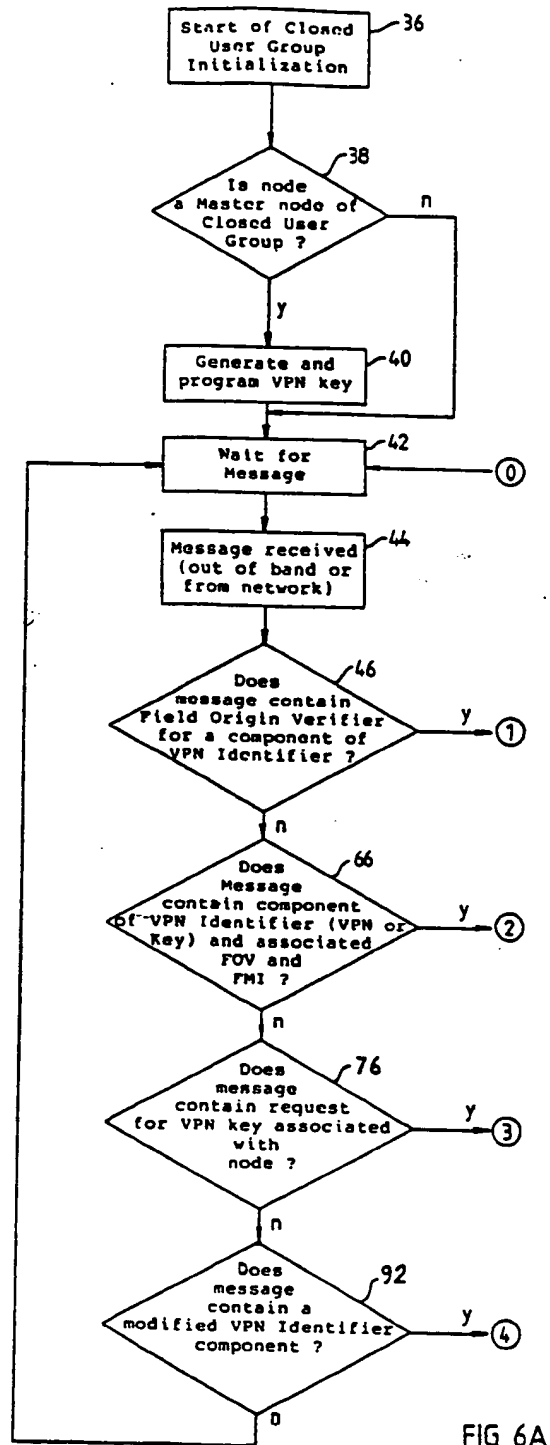 Start of Closed
User Group
Initialization
36
38
Is node
a Master node of
Closed User
Group ?
n
y
Generate and
program VPN key
40
Wait for
Message
42
0
Message received
(out of band or
from network)
44
46
Does
message contain
Field Origin Verifier
for a component of
VPN Identifier ?
y
1
n
66
Does
Message
contain component
of VPN Identifier (VPN or
Key) and associated
FOV and
FMI ?
y
2
n
76
Does
message
contain request
for VPN key associated
with
node ?
y
3
n
92
Does
message
contain a
modified VPN Identifier
component ?
y
4
n
FIG 6A